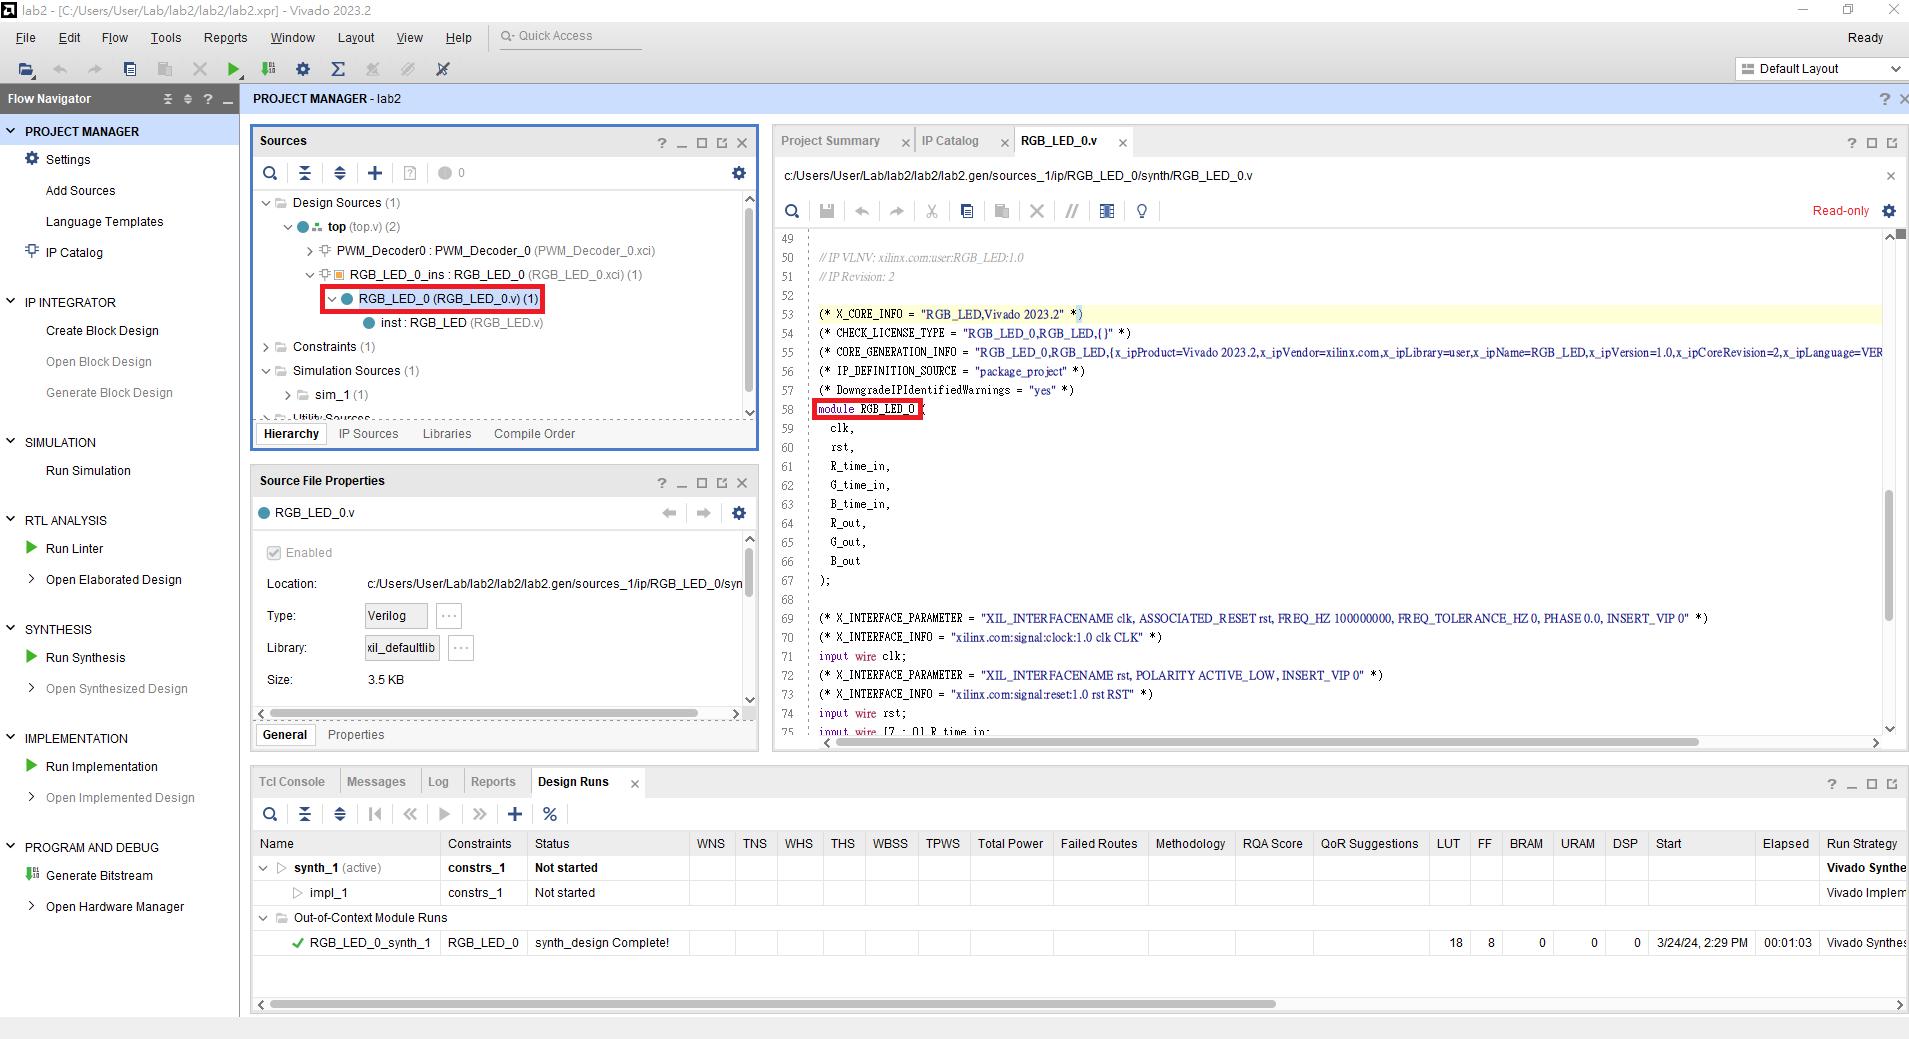 lab2 - [C:/Users/User/Lab/lab2/lab2/lab2.xpr] - Vivado 2023.2
File Edit Flow Tools Reports Window Layout View Help Quick Access Ready
Default Layout
Flow Navigator
PROJECT MANAGER
Settings
Add Sources
Language Templates
IP Catalog
IP INTEGRATOR
Create Block Design
Open Block Design
Generate Block Design
SIMULATION
Run Simulation
RTL ANALYSIS
Run Linter
Open Elaborated Design
SYNTHESIS
Run Synthesis
Open Synthesized Design
IMPLEMENTATION
Run Implementation
Open Implemented Design
PROGRAM AND DEBUG
Generate Bitstream
Open Hardware Manager
PROJECT MANAGER - lab2
Sources
0
Design Sources (1)
top (top.v) (2)
PWM_Decoder0 : PWM_Decoder_0 (PWM_Decoder_0.xci)
RGB_LED_0_ins : RGB_LED_0 (RGB_LED_0.xci) (1)
RGB_LED_0 (RGB_LED_0.v) (1)
inst : RGB_LED (RGB_LED.v)
Constraints (1)
Simulation Sources (1)
sim_1 (1)
Utility Sources
Hierarchy IP Sources Libraries Compile Order
Source File Properties
RGB_LED_0.v
Enabled
Location: c:/Users/User/Lab/lab2/lab2/lab2.gen/sources_1/ip/RGB_LED_0/syn
Type: Verilog
Library: xil_defaultlib
Size: 3.5 KB
General Properties
Project Summary IP Catalog RGB_LED_0.v
c:/Users/User/Lab/lab2/lab2/lab2.gen/sources_1/ip/RGB_LED_0/synth/RGB_LED_0.v
Read-only
49
50 // IP VLNV: xilinx.com:user:RGB_LED:1.0
51 // IP Revision: 2
52
53 (* X_CORE_INFO = "RGB_LED,Vivado 2023.2" *)
54 (* CHECK_LICENSE_TYPE = "RGB_LED_0,RGB_LED,{}" *)
55 (* CORE_GENERATION_INFO = "RGB_LED_0,RGB_LED,{x_ipProduct=Vivado 2023.2,x_ipVendor=xilinx.com,x_ipLibrary=user,x_ipName=RGB_LED,x_ipVersion=1.0,x_ipCoreRevision=2,x_ipLanguage=VER
56 (* IP_DEFINITION_SOURCE = "package_project" *)
57 (* DowngradeIPIdentifiedWarnings = "yes" *)
58 module RGB_LED_0 (
59 clk,
60 rst,
61 R_time_in,
62 G_time_in,
63 B_time_in,
64 R_out,
65 G_out,
66 B_out
67 );
68
69 (* X_INTERFACE_PARAMETER = "XIL_INTERFACENAME clk, ASSOCIATED_RESET rst, FREQ_HZ 100000000, FREQ_TOLERANCE_HZ 0, PHASE 0.0, INSERT_VIP 0" *)
70 (* X_INTERFACE_INFO = "xilinx.com:signal:clock:1.0 clk CLK" *)
71 input wire clk;
72 (* X_INTERFACE_PARAMETER = "XIL_INTERFACENAME rst, POLARITY ACTIVE_LOW, INSERT_VIP 0" *)
73 (* X_INTERFACE_INFO = "xilinx.com:signal:reset:1.0 rst RST" *)
74 input wire rst;
75 input wire [7 : 0] R_time_in;
Tcl Console Messages Log Reports Design Runs
Name Constraints Status WNS TNS WHS THS WBSS TPWS Total Power Failed Routes Methodology RQA Score QoR Suggestions LUT FF BRAM URAM DSP Start Elapsed Run Strategy
synth_1 (active) constrs_1 Not started Vivado Synthe
impl_1 constrs_1 Not started Vivado Implem
Out-of-Context Module Runs
RGB_LED_0_synth_1 RGB_LED_0 synth_design Complete! 18 8 0 0 0 3/24/24, 2:29 PM 00:01:03 Vivado Synthes